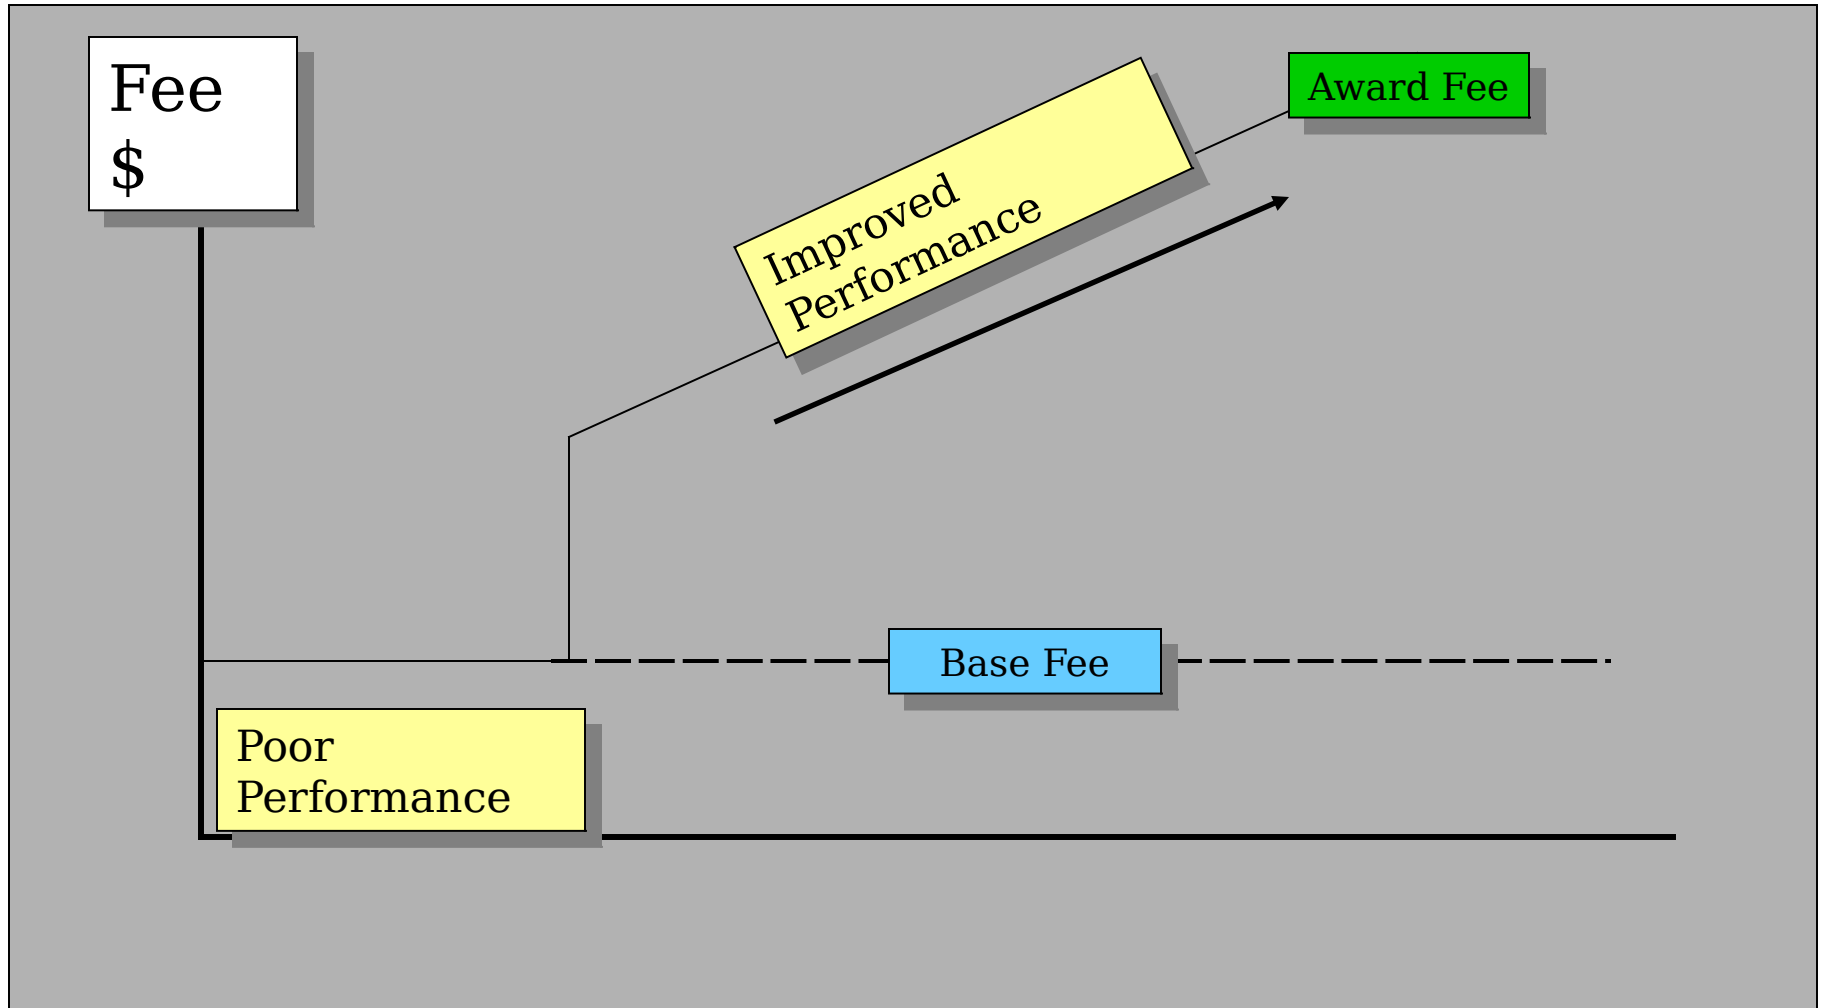 Fee
$
Improved
Performance
Award Fee
Base Fee
Poor
Performance